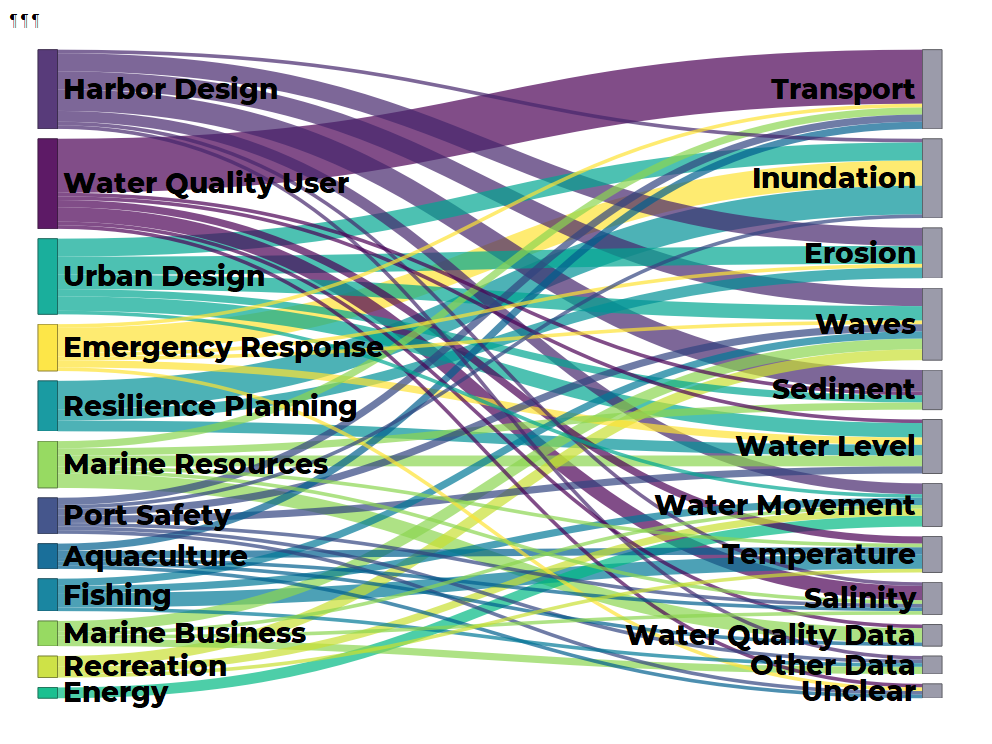 ¶¶¶
Harbor Design
Water Quality User
Urban Design
Emergency Response
Resilience Planning
Marine Resources
Port Safety
Aquaculture
Fishing
Marine Business
Recreation
Energy
Transport
Inundation
Erosion
Waves
Sediment
Water Level
Water Movement
Temperature
Salinity
Water Quality Data
Other Data
Unclear